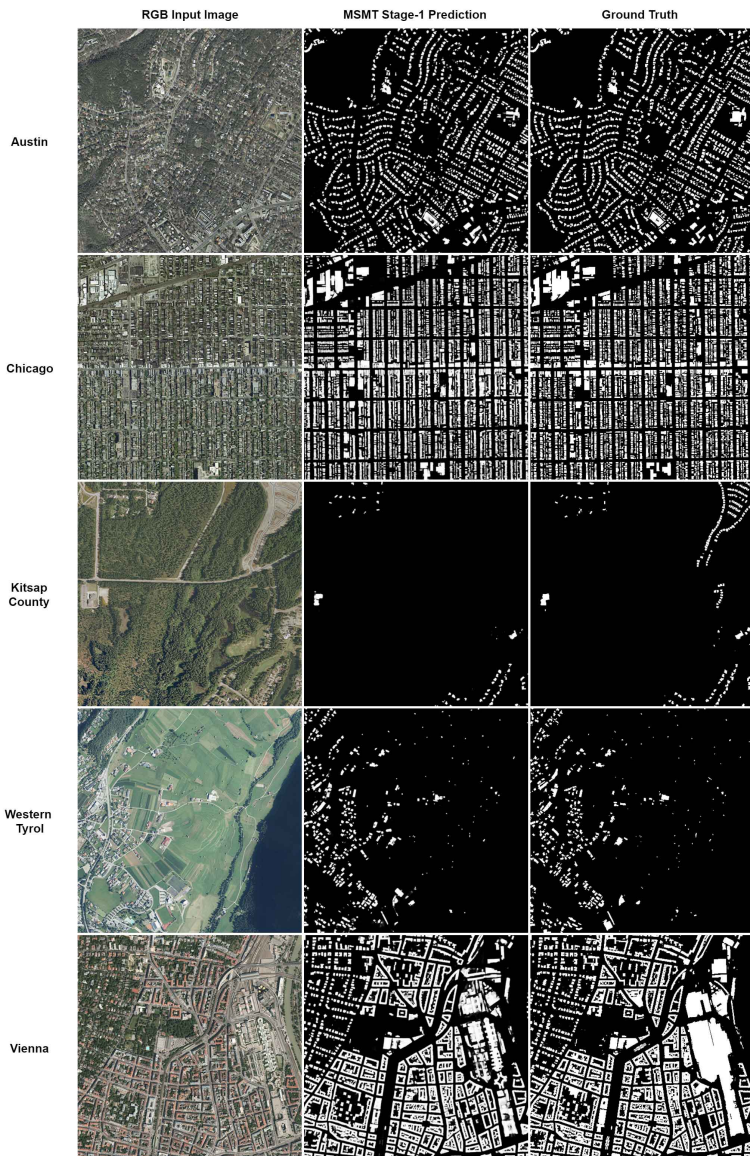 RGB Input Image
MSMT Stage-1 Prediction
Ground Truth
Austin
Chicago
Kitsap
County
Western
Tyrol
Vienna